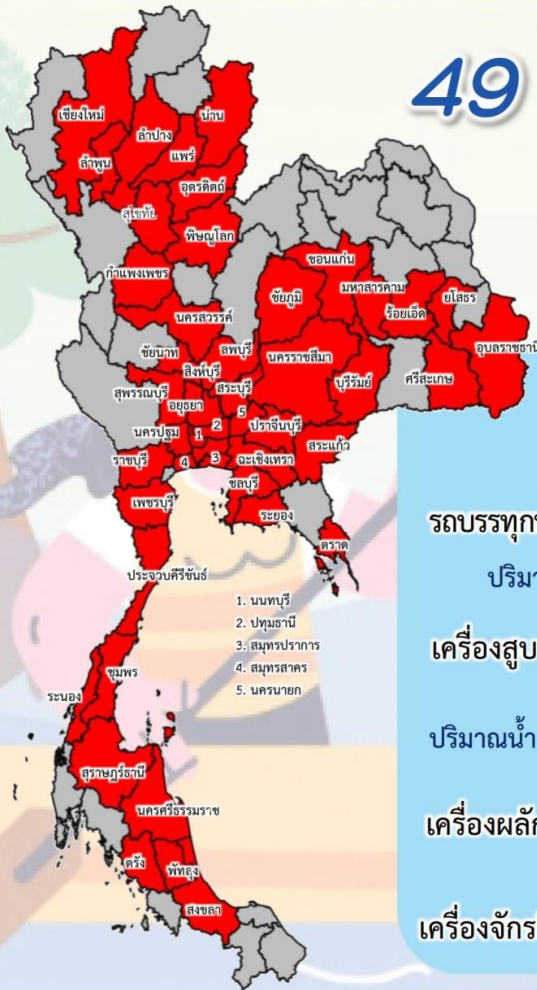 49
เชียงใหม่
น่าน
ลำปาง
แพร่
ลำพูน
อุตรดิตถ์
สุโขทัย
พิษณุโลก
กำแพงเพชร
ขอนแก่น
ชัยภูมิ
มหาสารคาม
ร้อยเอ็ด
ยโสธร
นครสวรรค์
อุบลราชธานี
ชัยนาท
ลพบุรี
นครราชสีมา
สิงห์บุรี
สุพรรณบุรี
สระบุรี
บุรีรัมย์
ศรีสะเกษ
อยุธยา
5
นครปฐม
1
2
ปราจีนบุรี
สระแก้ว
ราชบุรี
4
3
ฉะเชิงเทรา
ชลบุรี
เพชรบุรี
ระยอง
ตราด
ประจวบคีรีขันธ์
1. นนทบุรี
2. ปทุมธานี
3. สมุทรปราการ
4. สมุทรสาคร
5. นครนายก
ชุมพร
ระนอง
สุราษฎร์ธานี
นครศรีธรรมราช
ตรัง
พัทลุง
สงขลา
รถบรรทุก
ปริมา
เครื่องสูบ
ปริมาณน้ำ
เครื่องผลัก
เครื่องจักร